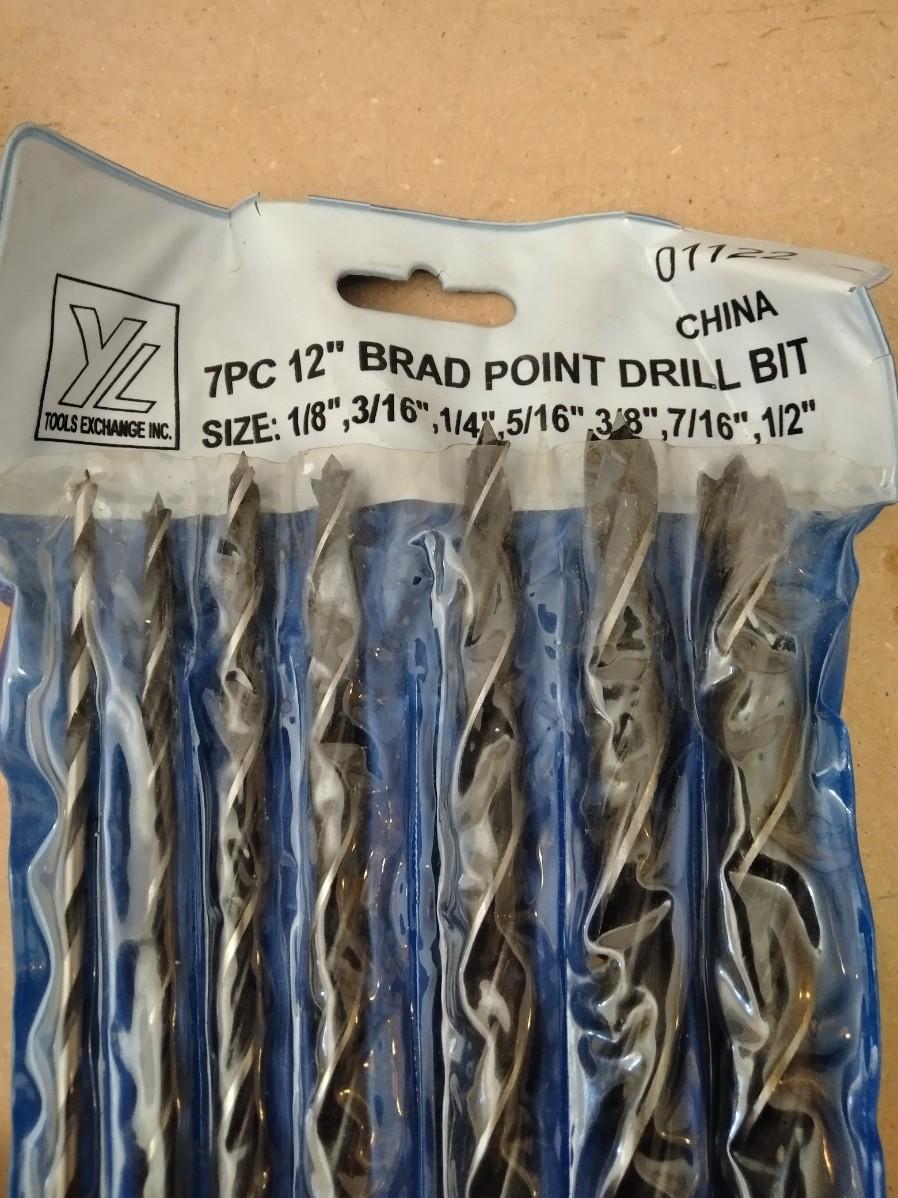 01122
CHINA
YL
TOOLS EXCHANGE INC.
7PC 12" BRAD POINT DRILL BIT
SIZE: 1/8",3/16",1/4",5/16",3/8",7/16",1/2"